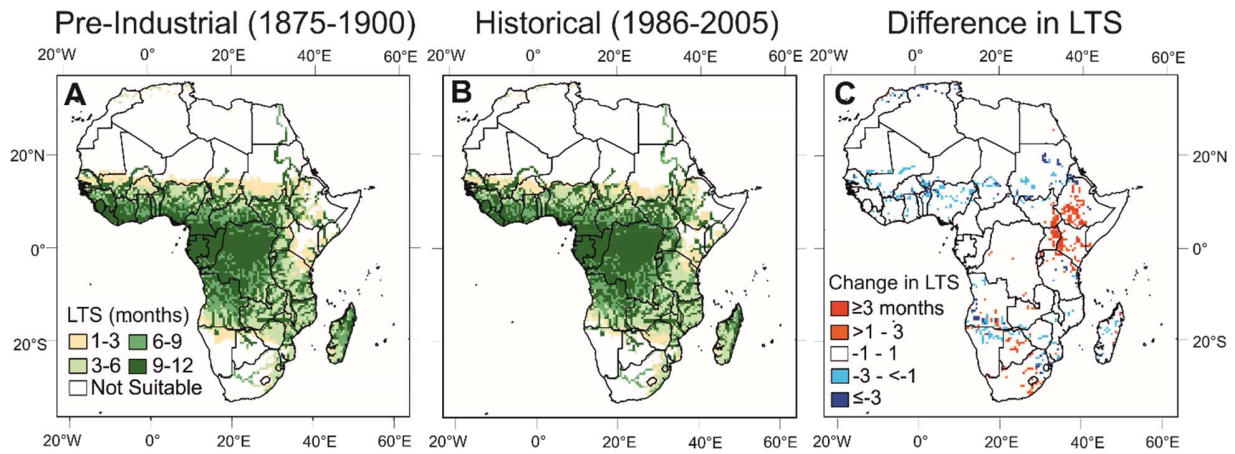 Pre-Industrial (1875-1900)
Historical (1986-2005)
Difference in LTS
20°W 0° 20°E 40°E 60°E
20°W 0° 20°E 40°E 60°E
20°W 0° 20°E 40°E 60°E
A
B
C
20°N
20°N
0°
0°
20°S
20°S
LTS (months)
1-3 6-9
3-6 9-12
Not Suitable
Change in LTS
≥3 months
>1 - 3
-1 - 1
-3 - <-1
≤-3
20°W 0° 20°E 40°E 60°E
20°W 0° 20°E 40°E 60°E
20°W 0° 20°E 40°E 60°E